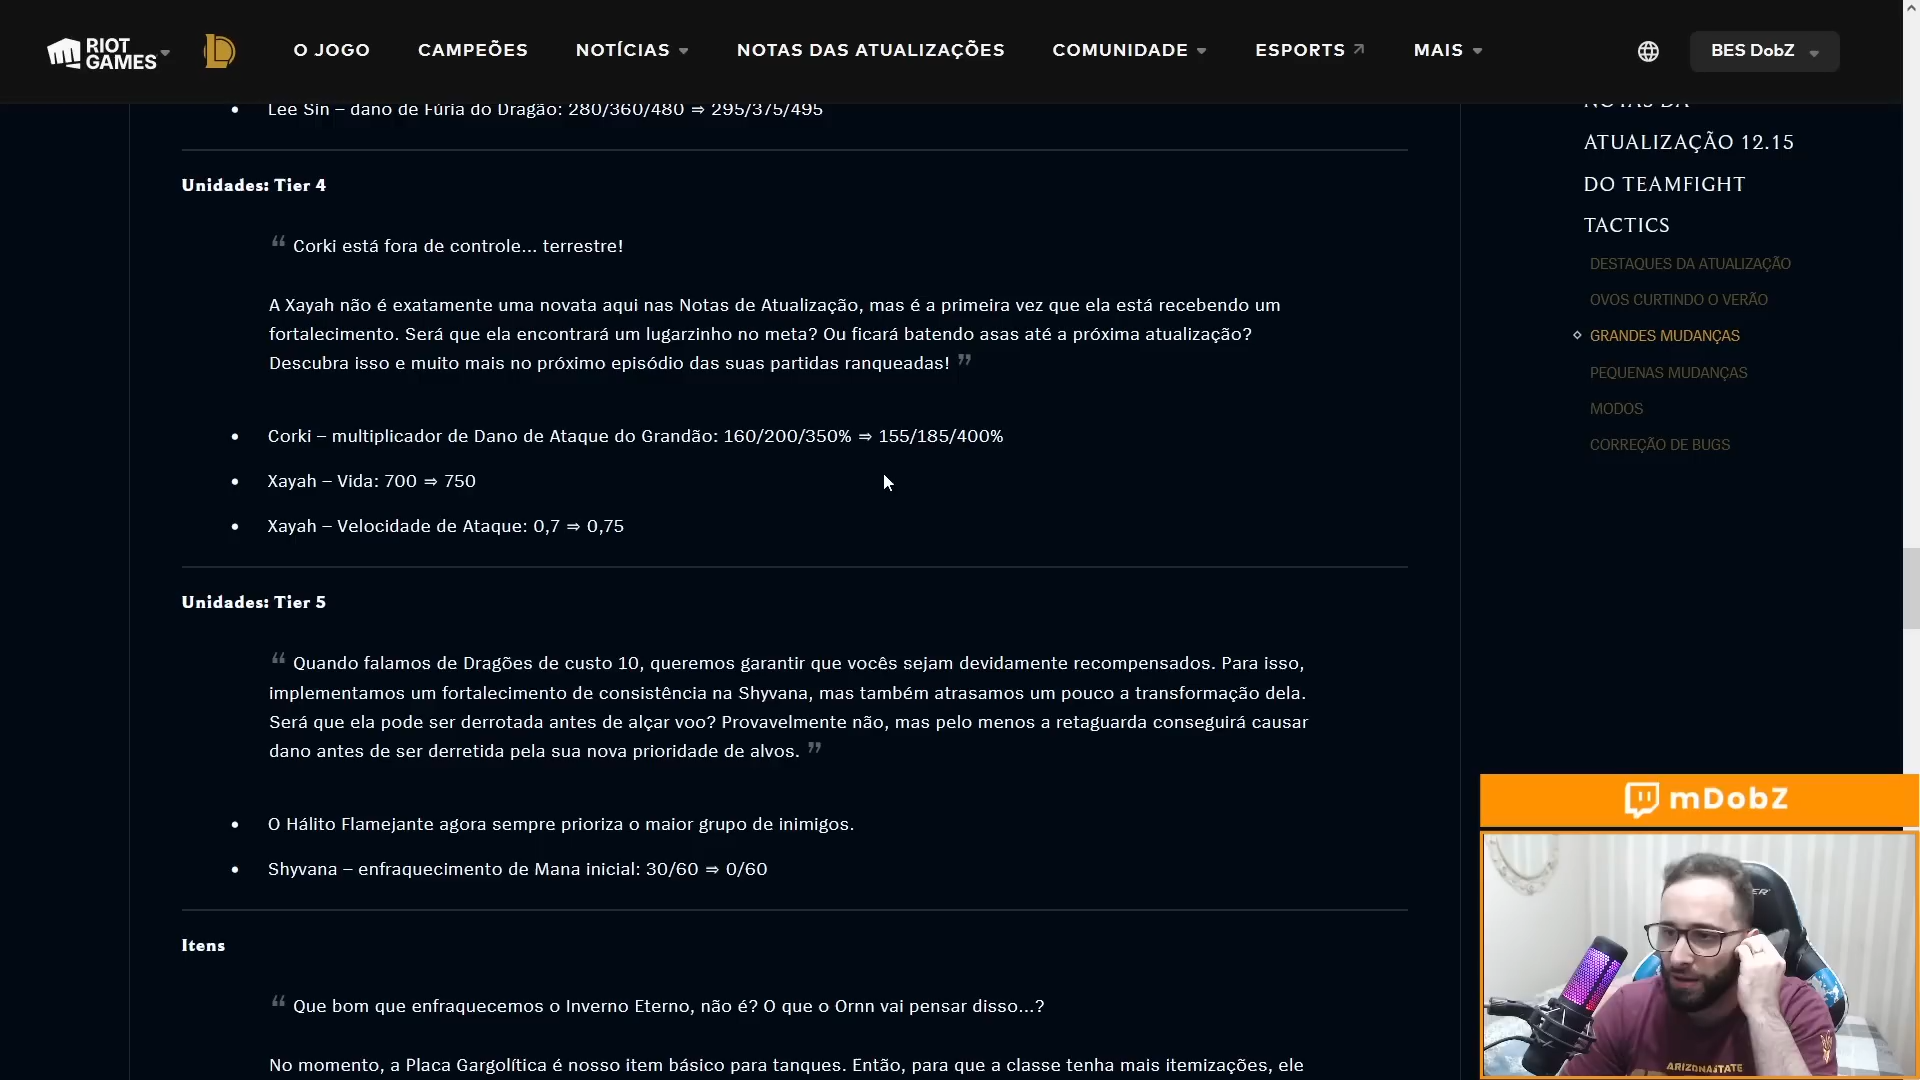 RIOT GAMES
O JOGO
CAMPEÕES
NOTÍCIAS
NOTAS DAS ATUALIZAÇÕES
COMUNIDADE
ESPORTS
MAIS
BES DobZ
• Lee Sin – dano de Fúria do Dragão: 280/360/480 ⇒ 295/375/495
Unidades: Tier 4
“ Corki está fora de controle... terrestre!
A Xayah não é exatamente uma novata aqui nas Notas de Atualização, mas é a primeira vez que ela está recebendo um
fortalecimento. Será que ela encontrará um lugarzinho no meta? Ou ficará batendo asas até a próxima atualização?
Descubra isso e muito mais no próximo episódio das suas partidas ranqueadas! ”
• Corki – multiplicador de Dano de Ataque do Grandão: 160/200/350% ⇒ 155/185/400%
• Xayah – Vida: 700 ⇒ 750
• Xayah – Velocidade de Ataque: 0,7 ⇒ 0,75
Unidades: Tier 5
“ Quando falamos de Dragões de custo 10, queremos garantir que vocês sejam devidamente recompensados. Para isso,
implementamos um fortalecimento de consistência na Shyvana, mas também atrasamos um pouco a transformação dela.
Será que ela pode ser derrotada antes de alçar voo? Provavelmente não, mas pelo menos a retaguarda conseguirá causar
dano antes de ser derretida pela sua nova prioridade de alvos. ”
• O Hálito Flamejante agora sempre prioriza o maior grupo de inimigos.
• Shyvana – enfraquecimento de Mana inicial: 30/60 ⇒ 0/60
Itens
“ Que bom que enfraquecemos o Inverno Eterno, não é? O que o Ornn vai pensar disso...?
No momento, a Placa Gargolítica é nosso item básico para tanques. Então, para que a classe tenha mais itemizações, ele
NOTAS DA
ATUALIZAÇÃO 12.15
DO TEAMFIGHT
TACTICS
DESTAQUES DA ATUALIZAÇÃO
OVOS CURTINDO O VERÃO
GRANDES MUDANÇAS
PEQUENAS MUDANÇAS
MODOS
CORREÇÃO DE BUGS
mDobZ
ARIZONA STATE